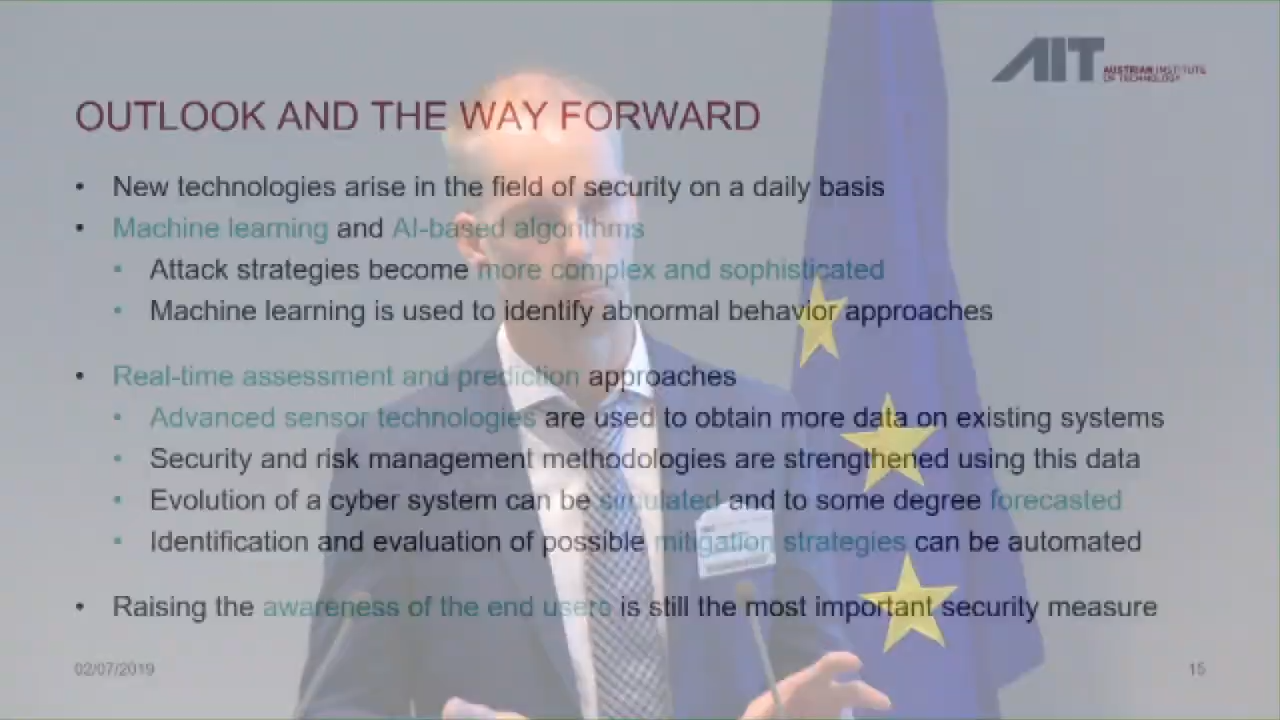 AIT
AUSTRIAN INSTITUTE
OF TECHNOLOGY
OUTLOOK AND THE WAY FORWARD
• New technologies arise in the field of security on a daily basis
• Machine learning and AI-based algorithms
▪ Attack strategies become more complex and sophisticated
▪ Machine learning is used to identify abnormal behavior approaches
• Real-time assessment and prediction approaches
▪ Advanced sensor technologies are used to obtain more data on existing systems
▪ Security and risk management methodologies are strengthened using this data
▪ Evolution of a cyber system can be simulated and to some degree forecasted
▪ Identification and evaluation of possible mitigation strategies can be automated
• Raising the awareness of the end users is still the most important security measure
02/07/2019
15